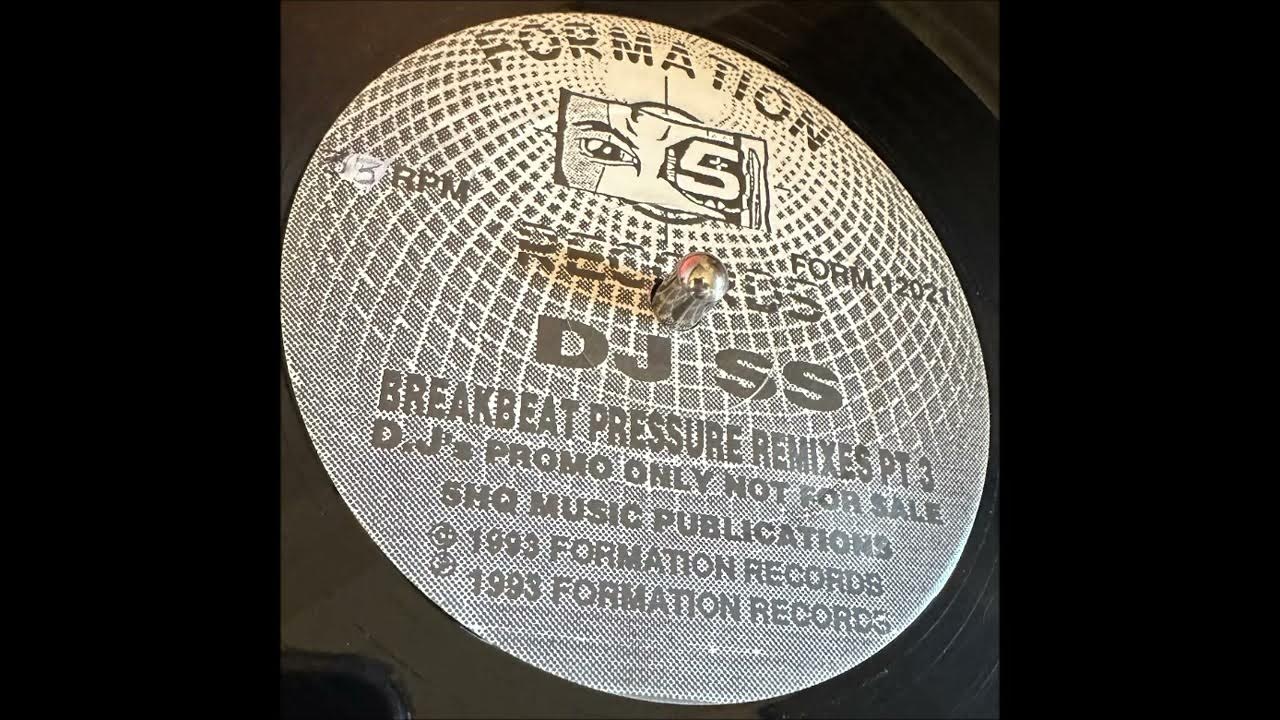 FORMATION
5
RPM
RECORDS
FORM 12021
DJ SS
BREAKBEAT PRESSURE REMIXES PT 3
D.J's PROMO ONLY NOT FOR SALE
SHQ MUSIC PUBLICATIONS
© 1993 FORMATION RECORDS
℗ 1993 FORMATION RECORDS